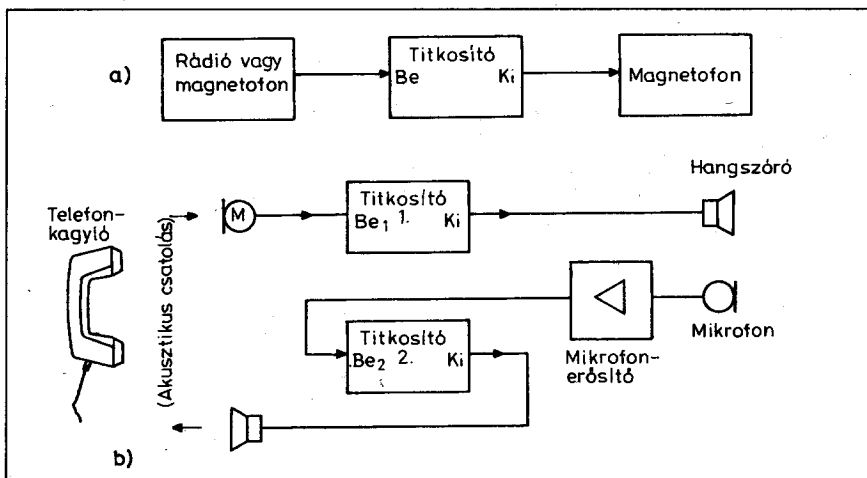 a)
Rádió vagy
magnetofon
Titkosító
Be Ki
Magnetofon
Hangszóró
Telefon-
kagyló
(Akusztikus csatolás)
M
Titkosító
Be₁ 1. Ki
Titkosító
Be₂ 2. Ki
Mikrofon-
erősítő
Mikrofon
b)